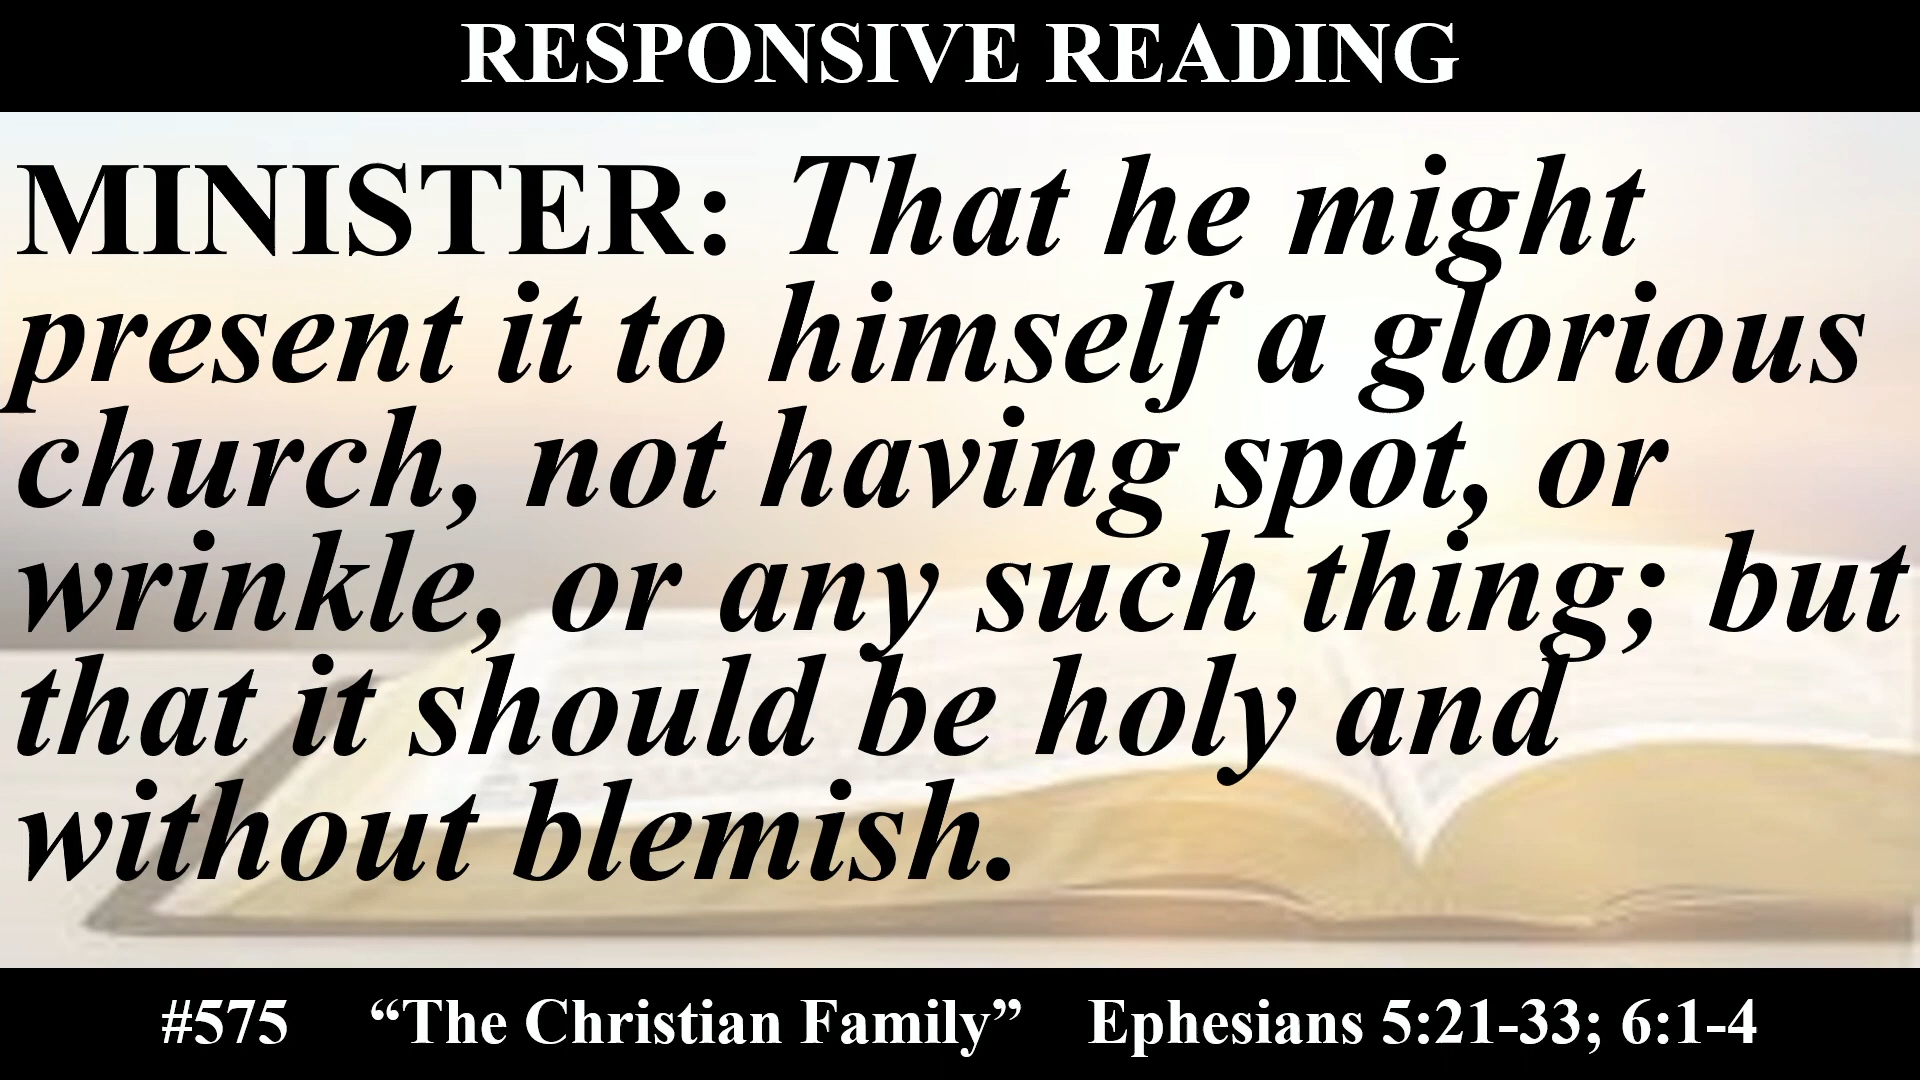 RESPONSIVE READING
MINISTER: That he might
present it to himself a glorious
church, not having spot, or
wrinkle, or any such thing; but
that it should be holy and
without blemish.
#575 “The Christian Family” Ephesians 5:21-33; 6:1-4